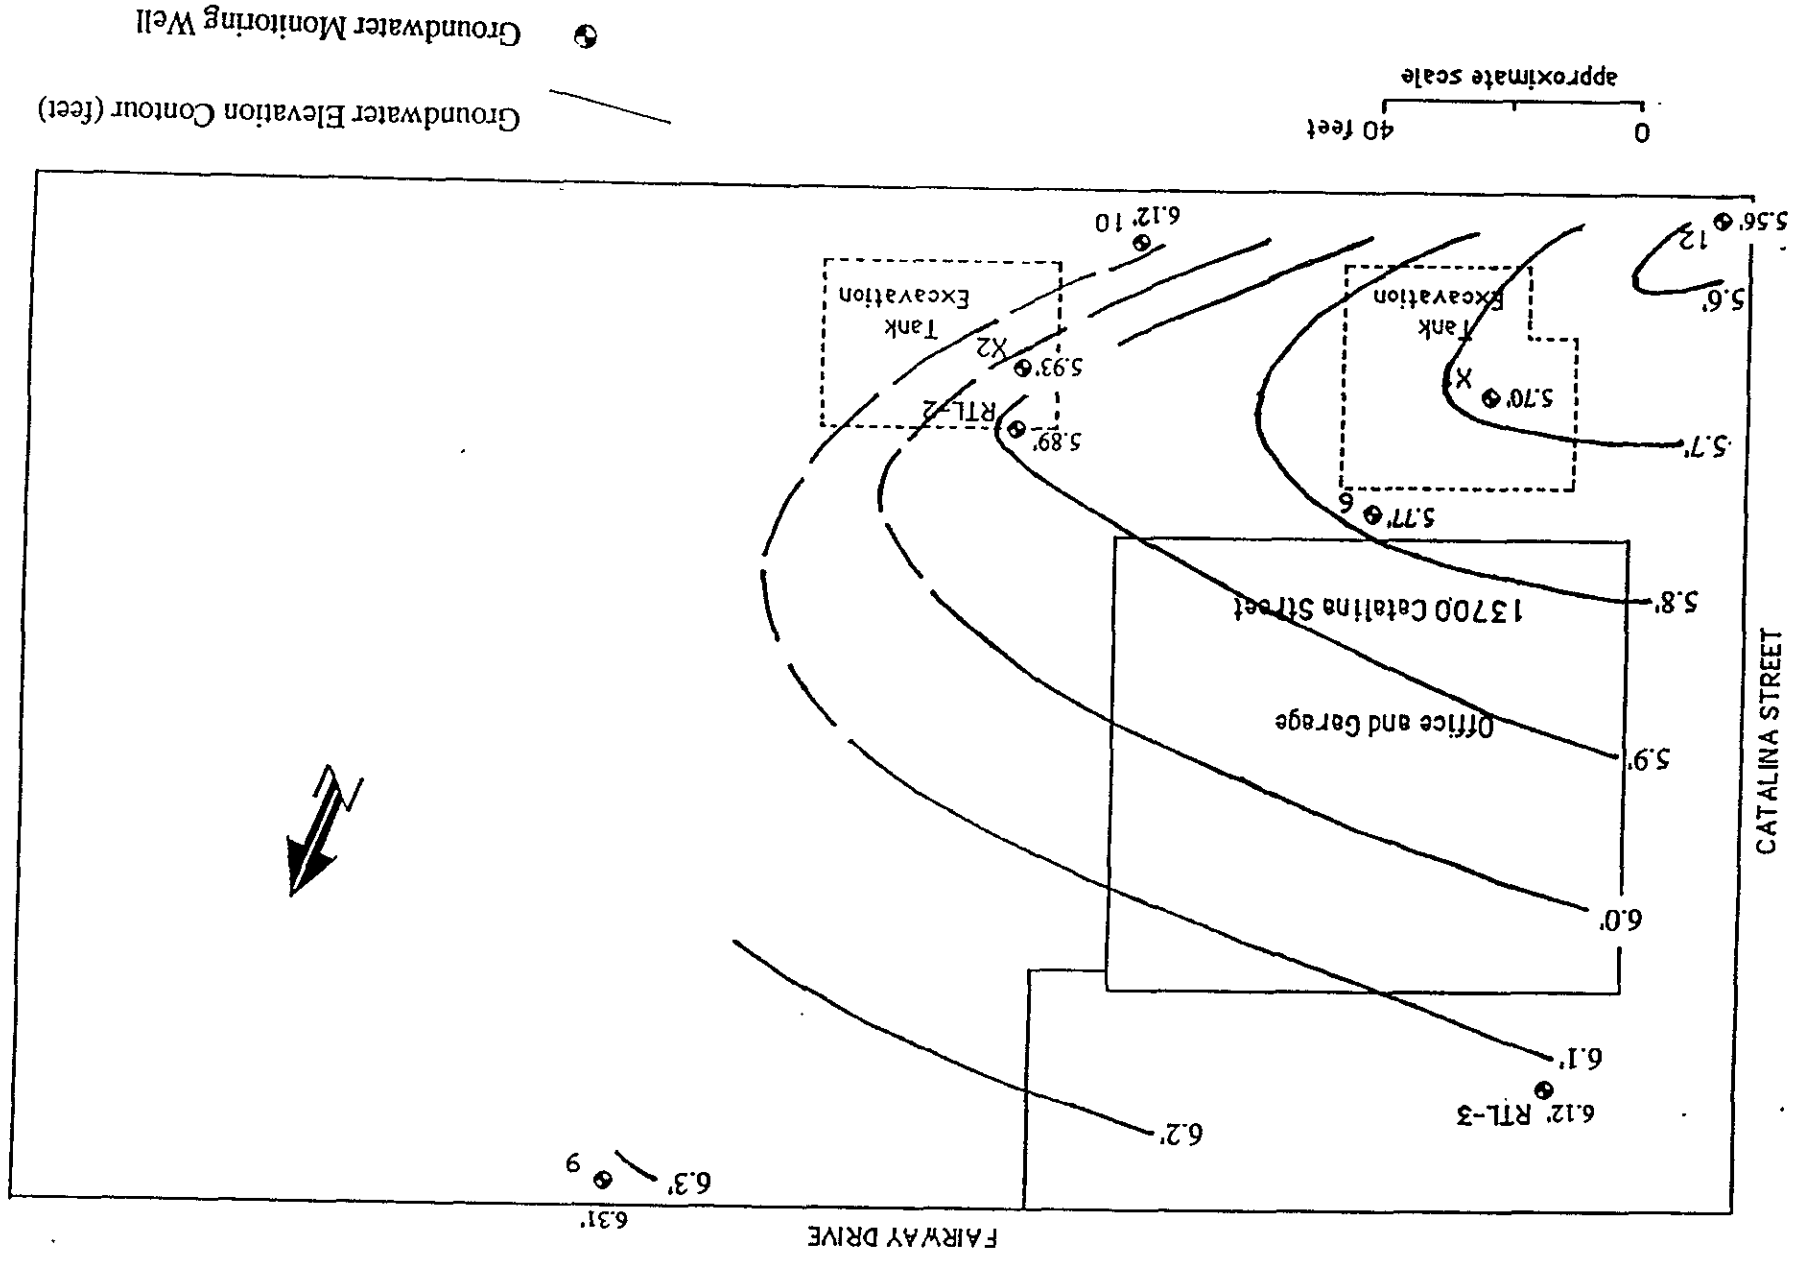 FAIRWAY DRIVE
6.31'
9
6.3'
6.2'
6.12' RTL-3
6.1'
6.0'
5.9'
Office and Garage
CATALINA STREET
13700 Catalina Street
5.8'
5.77'
6
5.7'
5.89'
RTL-2
5.70'
X
5.93'
X2
Tank
Excavation
Tank
Excavation
5.6'
12
5.56'
6.12' 10
0
40 feet
approximate scale
Groundwater Elevation Contour (feet)
Groundwater Monitoring Well
N